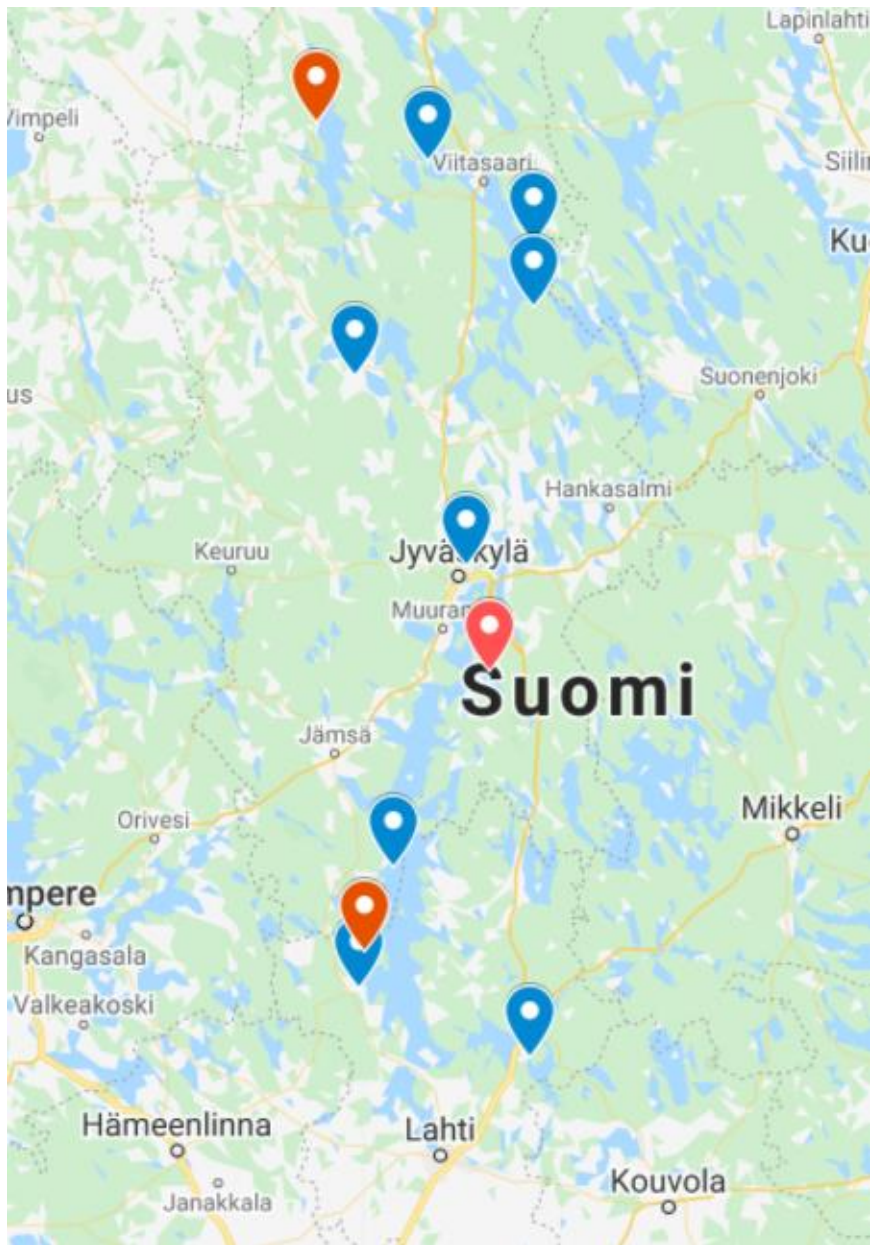 Lapinlahti
Vimpeli
Viitasaari
Siilin
Ku
Suonenjoki
us
Hankasalmi
Keuruu
Jyväskylä
Muuram
Suomi
Jämsä
Orivesi
Mikkeli
mpere
Kangasala
Valkeakoski
Hämeenlinna
Lahti
Kouvola
Janakkala